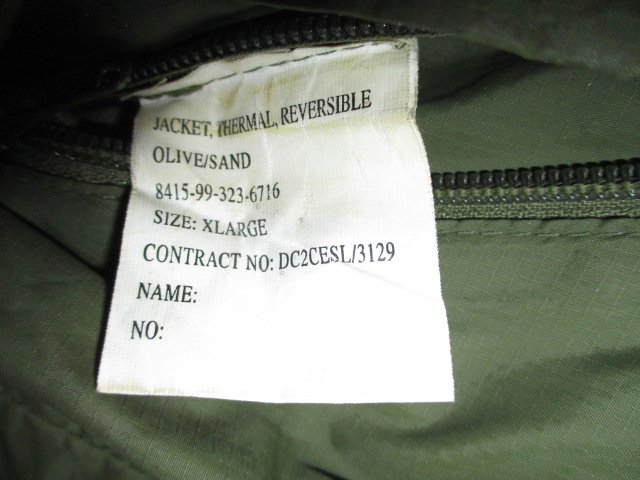 JACKET, THERMAL, REVERSIBLE
OLIVE/SAND
8415-99-323-6716
SIZE: XLARGE
CONTRACT NO: DC2CESL/3129
NAME:
NO: